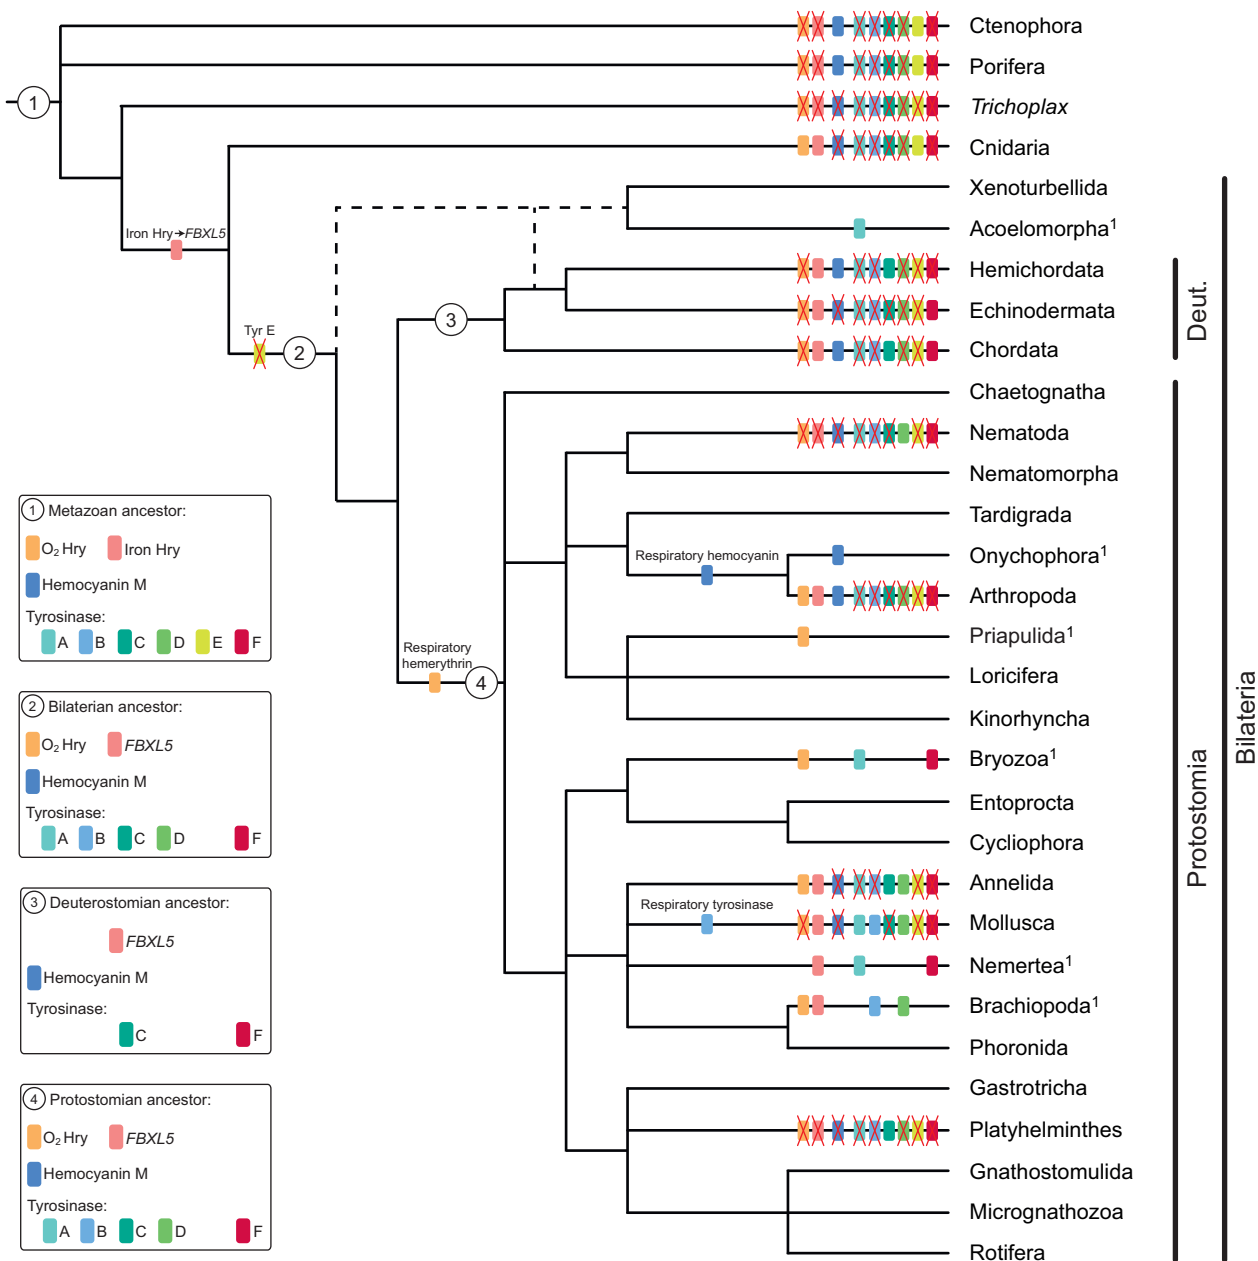 Ctenophora
Porifera
1
Trichoplax
Cnidaria
Xenoturbellida
Iron Hry→FBXL5
Acoelomorpha¹
Hemichordata
Echinodermata
Deut.
3
Tyr E
2
Chordata
Chaetognatha
Nematoda
Nematomorpha
Tardigrada
Respiratory hemocyanin
Onychophora¹
Arthropoda
Priapulida¹
Respiratory
hemerythrin
4
Loricifera
Kinorhyncha
Bryozoa¹
Entoprocta
Cycliophora
Annelida
Respiratory tyrosinase
Mollusca
Nemertea¹
Brachiopoda¹
Phoronida
Gastrotricha
Platyhelminthes
Gnathostomulida
Micrognathozoa
Rotifera
Protostomia
Bilateria
1 Metazoan ancestor:
O₂ Hry Iron Hry
Hemocyanin M
Tyrosinase:
A B C D E F
2 Bilaterian ancestor:
O₂ Hry FBXL5
Hemocyanin M
Tyrosinase:
A B C D F
3 Deuterostomian ancestor:
FBXL5
Hemocyanin M
Tyrosinase:
C F
4 Protostomian ancestor:
O₂ Hry FBXL5
Hemocyanin M
Tyrosinase:
A B C D F